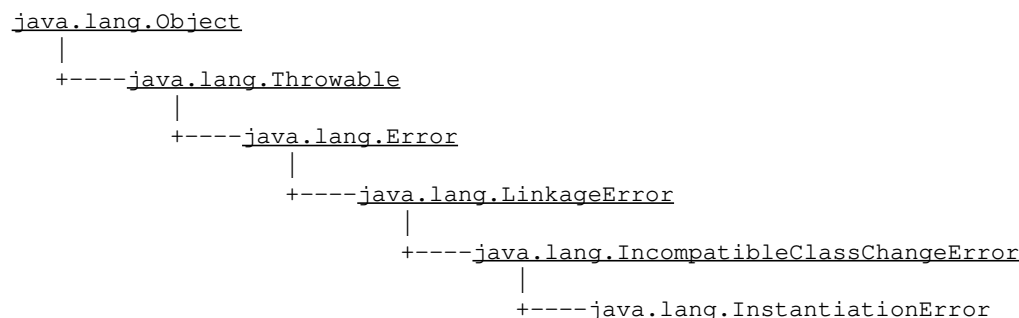 java.lang.Object
   |
   +----java.lang.Throwable
           |
           +----java.lang.Error
                   |
                   +----java.lang.LinkageError
                           |
                           +----java.lang.IncompatibleClassChangeError
                                   |
                                   +----java.lang.InstantiationError